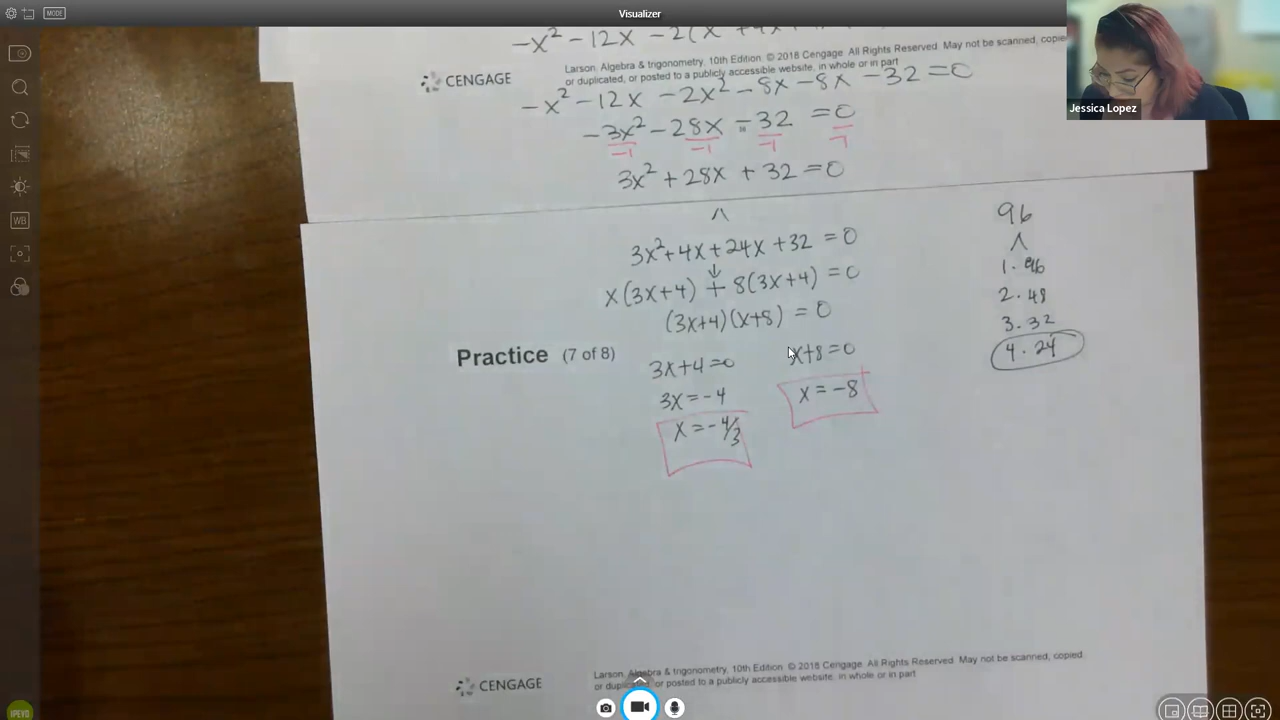 MODE
Visualizer
-x² - 12x - 2(x + 4x
CENGAGE
Larson, Algebra & trigonometry, 10th Edition. © 2018 Cengage. All Rights Reserved. May not be scanned, copie
or duplicated, or posted to a publicly accessible website, in whole or in part
-x² - 12x - 2x² - 8x - 8x - 32 = 0
-3x² - 28x - 32 = 0
-1 -1 -1 -1
3x² + 28x + 32 = 0
Jessica Lopez
WB
3x² + 4x + 24x + 32 = 0
x(3x+4) + 8(3x+4) = 0
(3x+4)(x+8) = 0
96
1·96
2·48
3·32
4·24
Practice (7 of 8)
3x+4=0 x+8=0
3x = -4 x = -8
x = -4/3
CENGAGE
Larson, Algebra & trigonometry, 10th Edition. © 2018 Cengage. All Rights Reserved. May not be scanned, copied
or duplicated, or posted to a publicly accessible website, in whole or in part
IPEVO